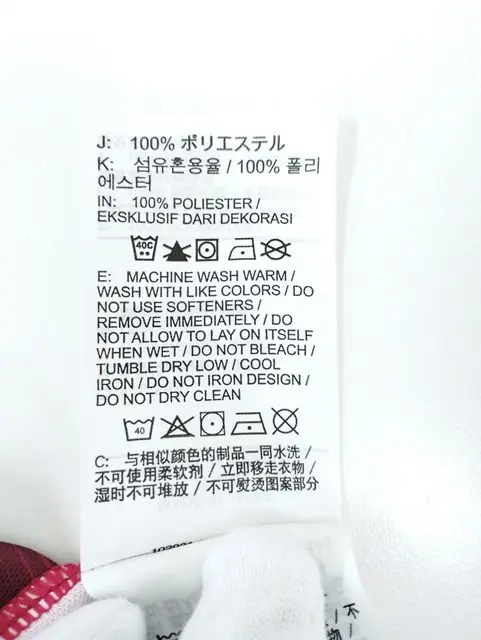 J: 100% ポリエステル
K: 섬유혼용율 / 100% 폴리
에스터
IN: 100% POLIESTER /
EKSKLUSIF DARI DEKORASI
40C
E: MACHINE WASH WARM /
WASH WITH LIKE COLORS / DO
NOT USE SOFTENERS /
REMOVE IMMEDIATELY / DO
NOT ALLOW TO LAY ON ITSELF
WHEN WET / DO NOT BLEACH /
TUMBLE DRY LOW / COOL
IRON / DO NOT IRON DESIGN /
DO NOT DRY CLEAN
40
C: 与相似颜色的制品一同水洗 /
不可使用柔软剂 / 立即移走衣物 /
湿时不可堆放 / 不可熨烫图案部分